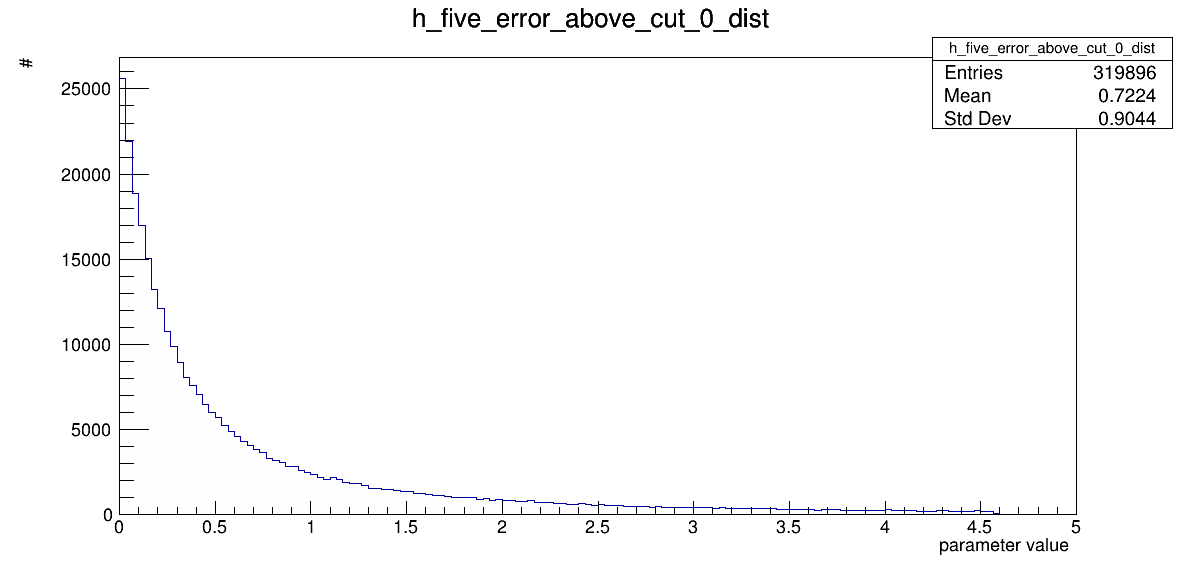 h_five_error_above_cut_0_dist
#
h_five_error_above_cut_0_dist
Entries 319896
Mean 0.7224
Std Dev 0.9044
25000
20000
15000
10000
5000
0
0 0.5 1 1.5 2 2.5 3 3.5 4 4.5 5
parameter value